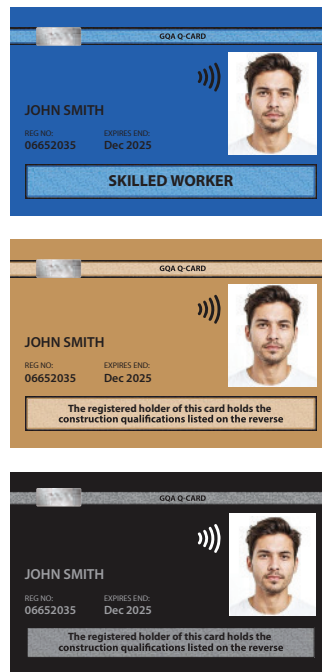 GQA Q-CARD
JOHN SMITH
REG NO: EXPIRES END:
06652035 Dec 2025
SKILLED WORKER
GQA Q-CARD
JOHN SMITH
REG NO: EXPIRES END:
06652035 Dec 2025
The registered holder of this card holds the
construction qualifications listed on the reverse
GQA Q-CARD
JOHN SMITH
REG NO: EXPIRES END:
06652035 Dec 2025
The registered holder of this card holds the
construction qualifications listed on the reverse